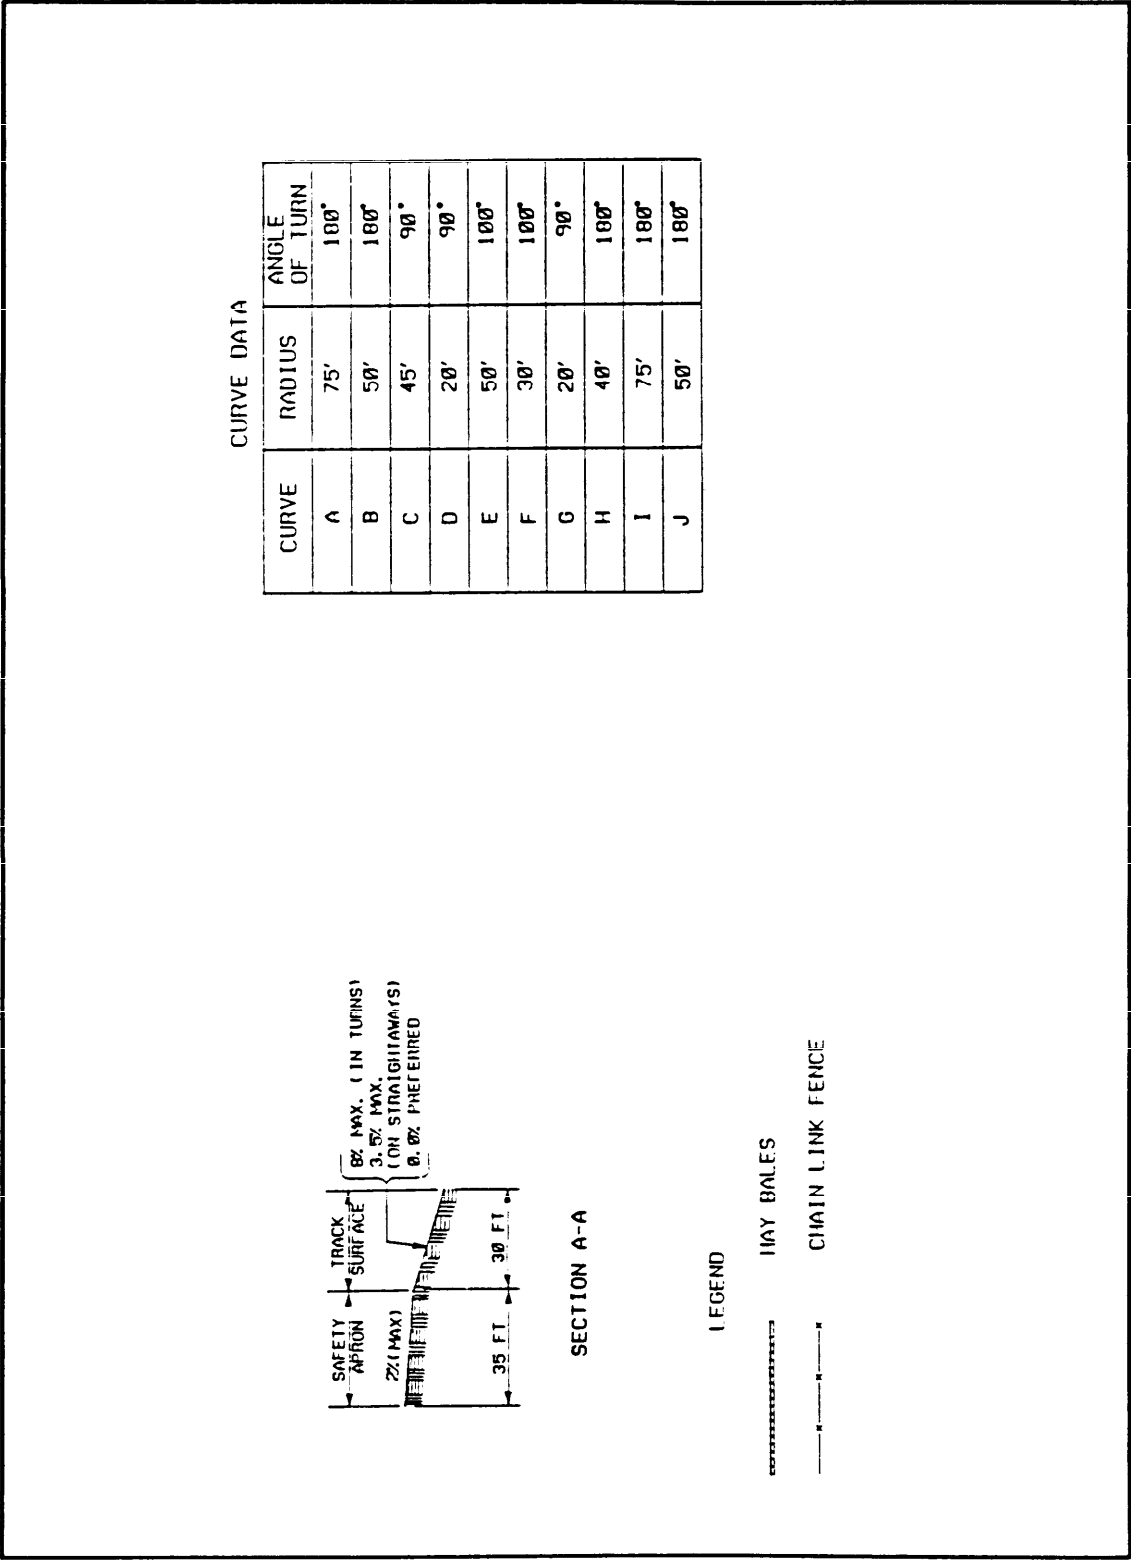 CURVE DATA
CURVE RADIUS ANGLE OF TURN
A 75' 180°
B 50' 180°
C 45' 90°
D 20' 90°
E 50' 100°
F 30' 100°
G 20' 90°
H 40' 180°
I 75' 180°
J 50' 180°
SAFETY APRON
TRACK SURFACE
8% MAX. (IN TURNS)
3.5% MAX.
(ON STRAIGHTAWAYS)
0.0% PREFERRED
2%(MAX)
35 FT 30 FT
SECTION A-A
LEGEND
HAY BALES
CHAIN LINK FENCE